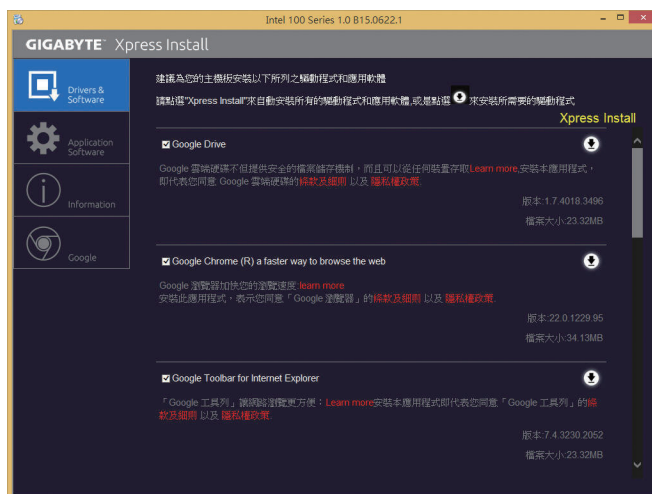 Intel 100 Series 1.0 B15.0622.1
GIGABYTE™ Xpress Install
Drivers &
Software
Application
Software
Information
Google
建議為您的主機板安裝以下所列之驅動程式和應用軟體
請點選"Xpress Install"來自動安裝所有的驅動程式和應用軟體,或是點選 來安裝所需要的驅動程式
Xpress Install
Google Drive
Google 雲端硬碟不但提供安全的檔案儲存機制,而且可以從任何裝置存取Learn more,安裝本應用程式,
即代表您同意 Google 雲端硬碟的條款及細則 以及 隱私權政策.
版本:1.7.4018.3496
檔案大小:23.32MB
Google Chrome (R) a faster way to browse the web
Google 瀏覽器加快您的瀏覽速度:learn more
安裝此應用程式,表示您同意「Google 瀏覽器」的條款及細則 以及 隱私權政策.
版本:22.0.1229.95
檔案大小:34.13MB
Google Toolbar for Internet Explorer
「Google 工具列」讓網路瀏覽更方便：Learn more安裝本應用程式即代表您同意「Google 工具列」的條
款及細則 以及 隱私權政策.
版本:7.4.3230.2052
檔案大小:23.32MB